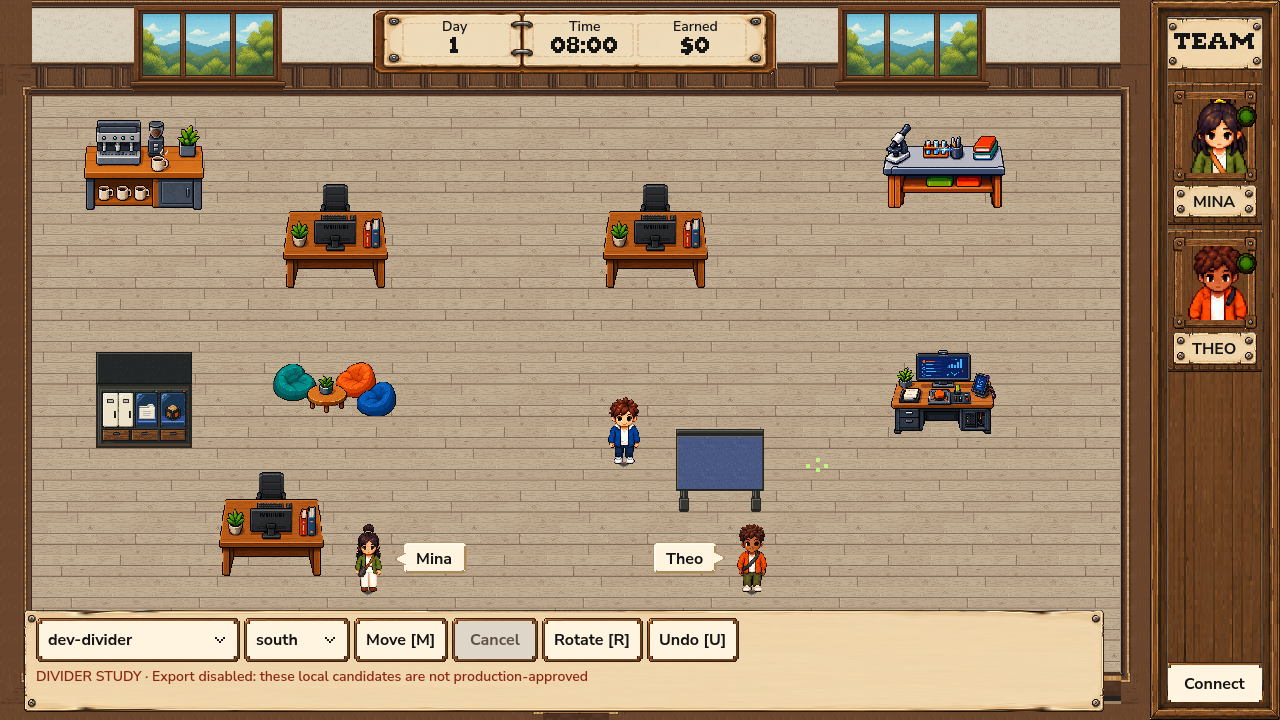 Day
1
Time
08:00
Earned
$0
TEAM
MINA
THEO
Mina
Theo
dev-divider
south
Move [M]
Cancel
Rotate [R]
Undo [U]
DIVIDER STUDY · Export disabled: these local candidates are not production-approved
Connect